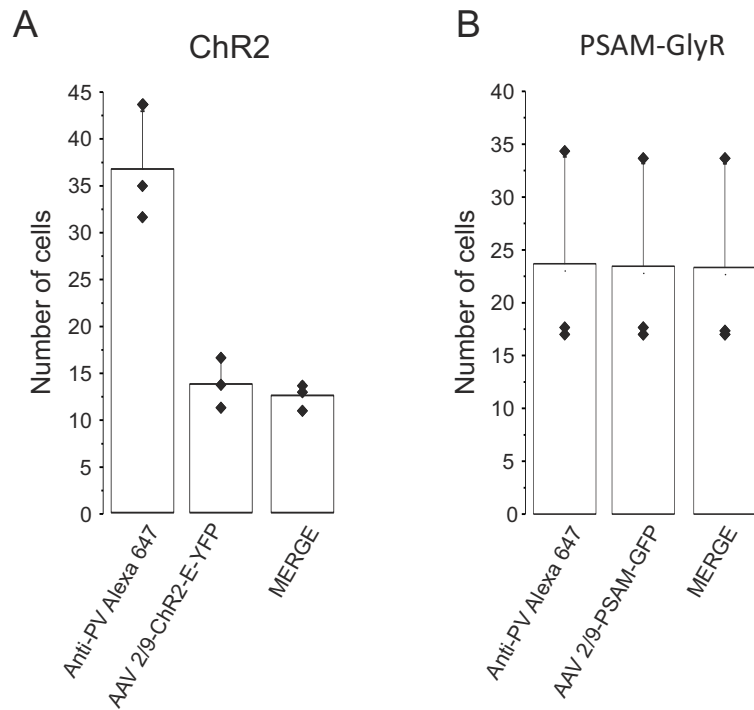 A
ChR2
Number of cells
45
40
35
30
25
20
15
10
5
0
Anti-PV Alexa 647
AAV 2/9-ChR2-E-YFP
MERGE
B
PSAM-GlyR
Number of cells
40
35
30
25
20
15
10
5
0
Anti-PV Alexa 647
AAV 2/9-PSAM-GFP
MERGE